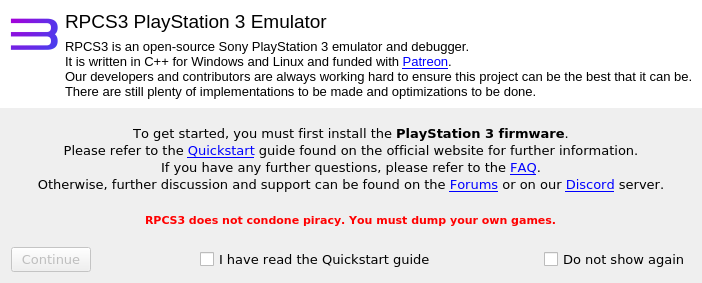 RPCS3 PlayStation 3 Emulator
RPCS3 is an open-source Sony PlayStation 3 emulator and debugger.
It is written in C++ for Windows and Linux and funded with Patreon.
Our developers and contributors are always working hard to ensure this project can be the best that it can be.
There are still plenty of implementations to be made and optimizations to be done.
To get started, you must first install the PlayStation 3 firmware.
Please refer to the Quickstart guide found on the official website for further information.
If you have any further questions, please refer to the FAQ.
Otherwise, further discussion and support can be found on the Forums or on our Discord server.
RPCS3 does not condone piracy. You must dump your own games.
Continue I have read the Quickstart guide Do not show again